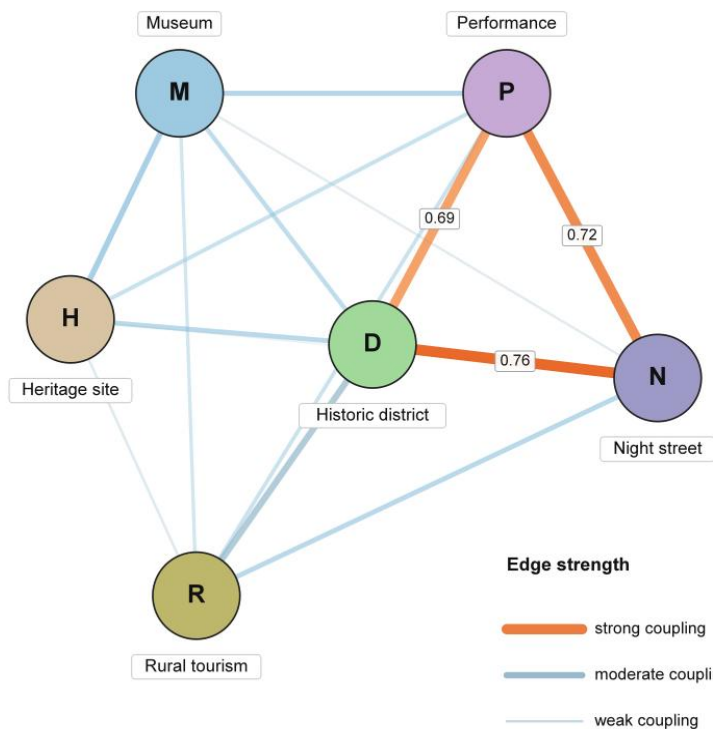 Museum
Performance
M
P
0.69
0.72
H
D
0.76
N
Heritage site
Historic district
Night street
R
Rural tourism
Edge strength
strong coupling
moderate coupli
weak coupling